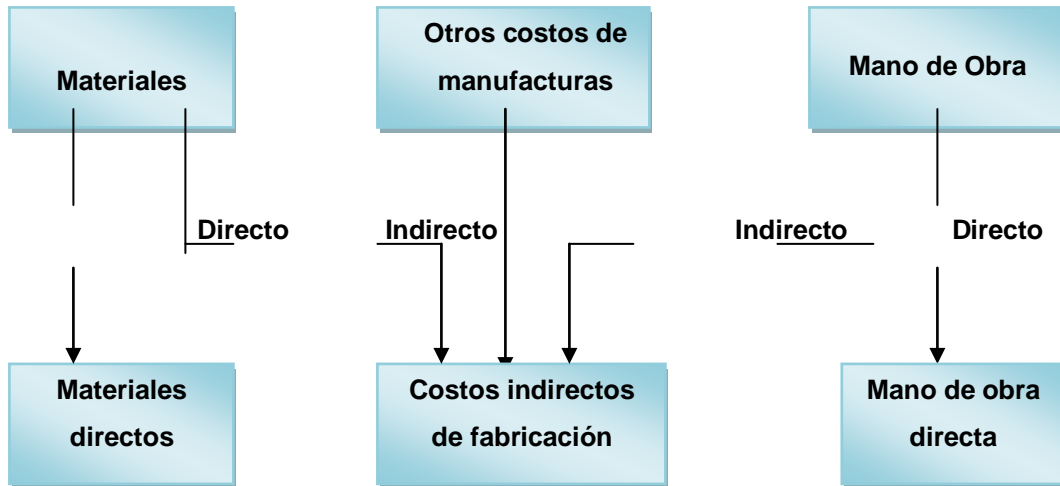 Materiales
Otros costos de
manufacturas
Mano de Obra
Directo
Indirecto
Indirecto
Directo
Materiales
directos
Costos indirectos
de fabricación
Mano de obra
directa